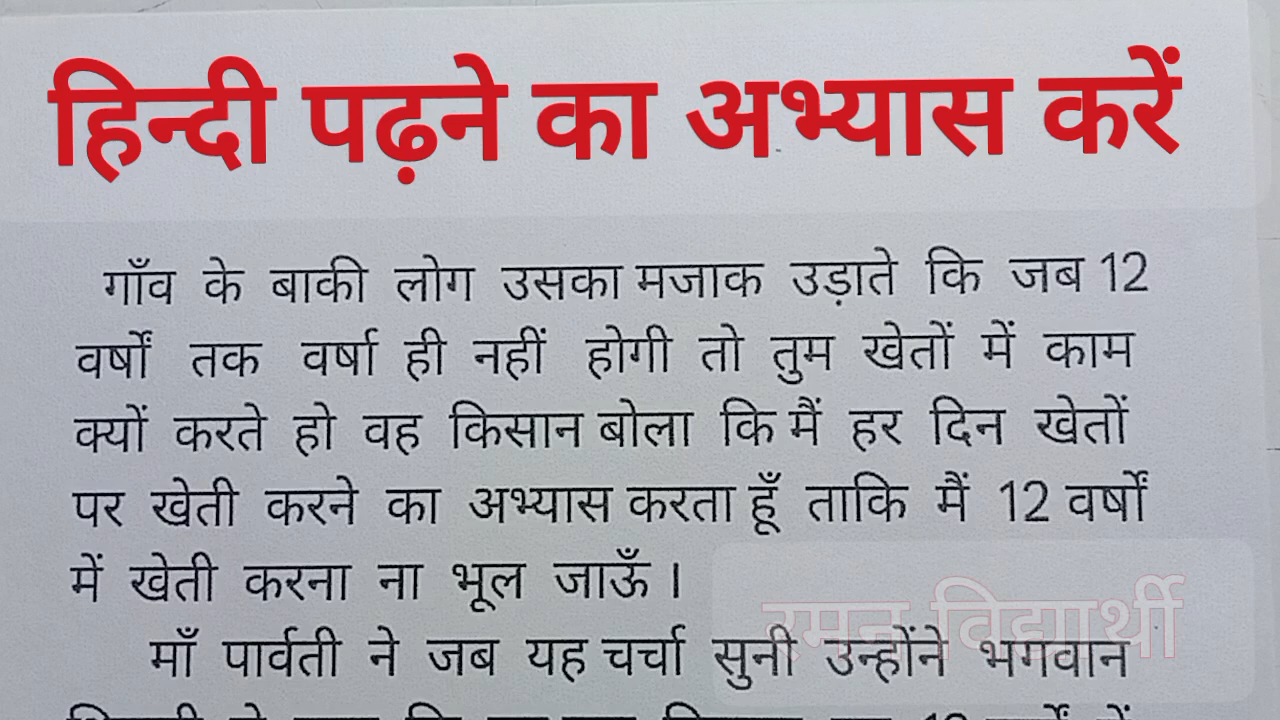 हिन्दी पढ़ने का अभ्यास करें
गाँव के बाकी लोग उसका मजाक उड़ाते कि जब 12
वर्षों तक वर्षा ही नहीं होगी तो तुम खेतों में काम
क्यों करते हो वह किसान बोला कि मैं हर दिन खेतों
पर खेती करने का अभ्यास करता हूँ ताकि मैं 12 वर्षों
में खेती करना ना भूल जाऊँ ।
रमन विद्यार्थी
माँ पार्वती ने जब यह चर्चा सुनी उन्होंने भगवान